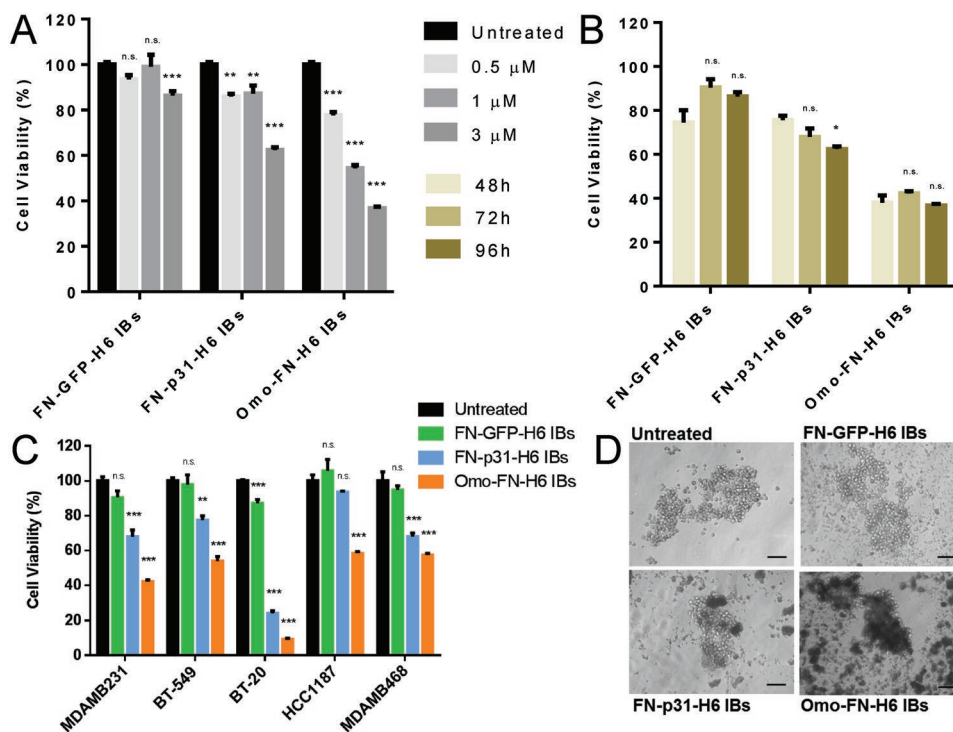 A
Cell Viability (%)
120
100
80
60
40
20
0
n.s.
n.s.
***
**
**
***
***
***
***
FN-GFP-H6 IBs
FN-p31-H6 IBs
Omo-FN-H6 IBs
Untreated
0.5 µM
1 µM
3 µM
48h
72h
96h
B
Cell Viability (%)
120
100
80
60
40
20
0
n.s.
n.s.
n.s.
*
n.s.
n.s.
FN-GFP-H6 IBs
FN-p31-H6 IBs
Omo-FN-H6 IBs
C
Cell Viability (%)
120
100
80
60
40
20
0
Untreated
FN-GFP-H6 IBs
FN-p31-H6 IBs
Omo-FN-H6 IBs
n.s.
***
***
n.s.
**
***
***
***
***
n.s.
n.s.
***
n.s.
***
***
MDAMB231
BT-549
BT-20
HCC1187
MDAMB468
D
Untreated
FN-GFP-H6 IBs
FN-p31-H6 IBs
Omo-FN-H6 IBs